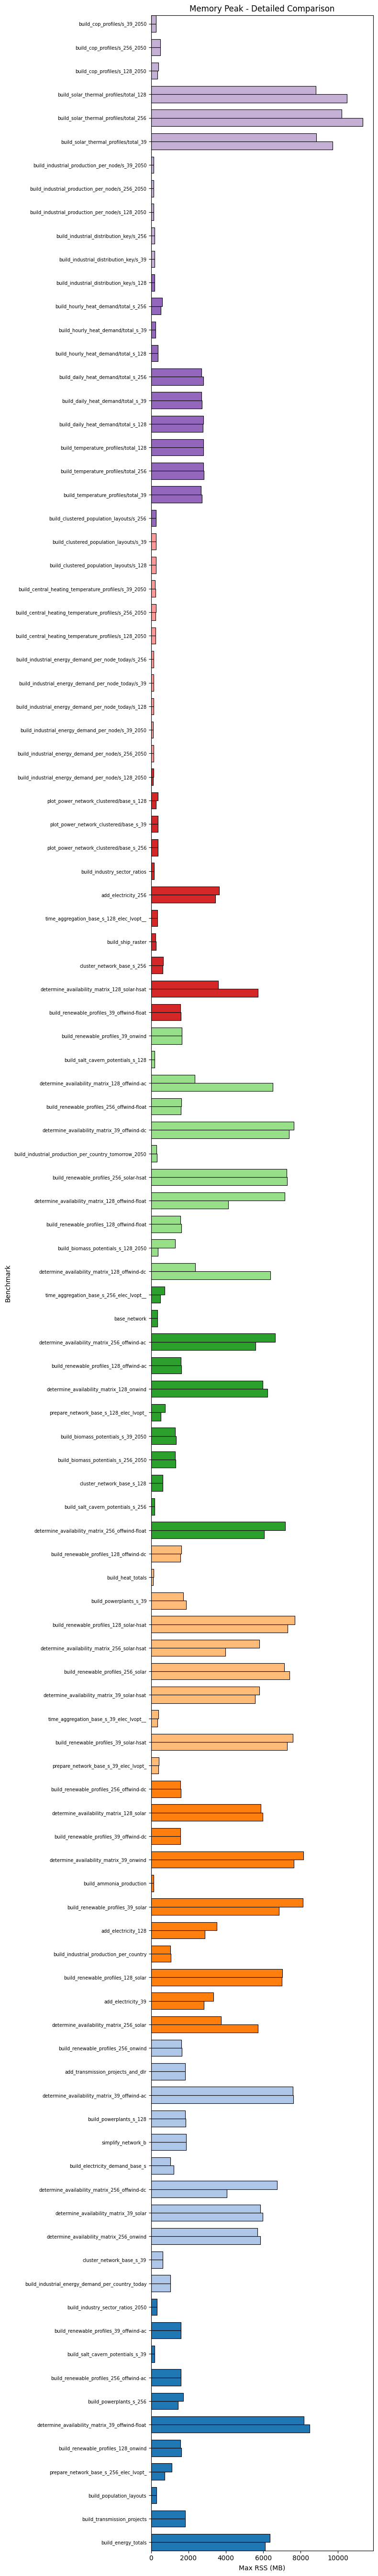 Memory Peak - Detailed Comparison
build_cop_profiles/s_39_2050
build_cop_profiles/s_256_2050
build_cop_profiles/s_128_2050
build_solar_thermal_profiles/total_128
build_solar_thermal_profiles/total_256
build_solar_thermal_profiles/total_39
build_industrial_production_per_node/s_39_2050
build_industrial_production_per_node/s_256_2050
build_industrial_production_per_node/s_128_2050
build_industrial_distribution_key/s_256
build_industrial_distribution_key/s_39
build_industrial_distribution_key/s_128
build_hourly_heat_demand/total_s_256
build_hourly_heat_demand/total_s_39
build_hourly_heat_demand/total_s_128
build_daily_heat_demand/total_s_256
build_daily_heat_demand/total_s_39
build_daily_heat_demand/total_s_128
build_temperature_profiles/total_128
build_temperature_profiles/total_256
build_temperature_profiles/total_39
build_clustered_population_layouts/s_256
build_clustered_population_layouts/s_39
build_clustered_population_layouts/s_128
build_central_heating_temperature_profiles/s_39_2050
build_central_heating_temperature_profiles/s_256_2050
build_central_heating_temperature_profiles/s_128_2050
build_industrial_energy_demand_per_node_today/s_256
build_industrial_energy_demand_per_node_today/s_39
build_industrial_energy_demand_per_node_today/s_128
build_industrial_energy_demand_per_node/s_39_2050
build_industrial_energy_demand_per_node/s_256_2050
build_industrial_energy_demand_per_node/s_128_2050
plot_power_network_clustered/base_s_128
plot_power_network_clustered/base_s_39
plot_power_network_clustered/base_s_256
build_industry_sector_ratios
add_electricity_256
time_aggregation_base_s_128_elec_lvopt__
build_ship_raster
cluster_network_base_s_256
determine_availability_matrix_128_solar-hsat
build_renewable_profiles_39_offwind-float
build_renewable_profiles_39_onwind
build_salt_cavern_potentials_s_128
determine_availability_matrix_128_offwind-ac
build_renewable_profiles_256_offwind-float
determine_availability_matrix_39_offwind-dc
build_industrial_production_per_country_tomorrow_2050
build_renewable_profiles_256_solar-hsat
determine_availability_matrix_128_offwind-float
build_renewable_profiles_128_offwind-float
build_biomass_potentials_s_128_2050
determine_availability_matrix_128_offwind-dc
time_aggregation_base_s_256_elec_lvopt__
base_network
determine_availability_matrix_256_offwind-ac
build_renewable_profiles_128_offwind-ac
determine_availability_matrix_128_onwind
prepare_network_base_s_128_elec_lvopt_
build_biomass_potentials_s_39_2050
build_biomass_potentials_s_256_2050
cluster_network_base_s_128
build_salt_cavern_potentials_s_256
determine_availability_matrix_256_offwind-float
build_renewable_profiles_128_offwind-dc
build_heat_totals
build_powerplants_s_39
build_renewable_profiles_128_solar-hsat
determine_availability_matrix_256_solar-hsat
build_renewable_profiles_256_solar
determine_availability_matrix_39_solar-hsat
time_aggregation_base_s_39_elec_lvopt__
build_renewable_profiles_39_solar-hsat
prepare_network_base_s_39_elec_lvopt_
build_renewable_profiles_256_offwind-dc
determine_availability_matrix_128_solar
build_renewable_profiles_39_offwind-dc
determine_availability_matrix_39_onwind
build_ammonia_production
build_renewable_profiles_39_solar
add_electricity_128
build_industrial_production_per_country
build_renewable_profiles_128_solar
add_electricity_39
determine_availability_matrix_256_solar
build_renewable_profiles_256_onwind
add_transmission_projects_and_dlr
determine_availability_matrix_39_offwind-ac
build_powerplants_s_128
simplify_network_b
build_electricity_demand_base_s
determine_availability_matrix_256_offwind-dc
determine_availability_matrix_39_solar
determine_availability_matrix_256_onwind
cluster_network_base_s_39
build_industrial_energy_demand_per_country_today
build_industry_sector_ratios_2050
build_renewable_profiles_39_offwind-ac
build_salt_cavern_potentials_s_39
build_renewable_profiles_256_offwind-ac
build_powerplants_s_256
determine_availability_matrix_39_offwind-float
build_renewable_profiles_128_onwind
prepare_network_base_s_256_elec_lvopt_
build_population_layouts
build_transmission_projects
build_energy_totals
Benchmark
0 2000 4000 6000 8000 10000
Max RSS (MB)